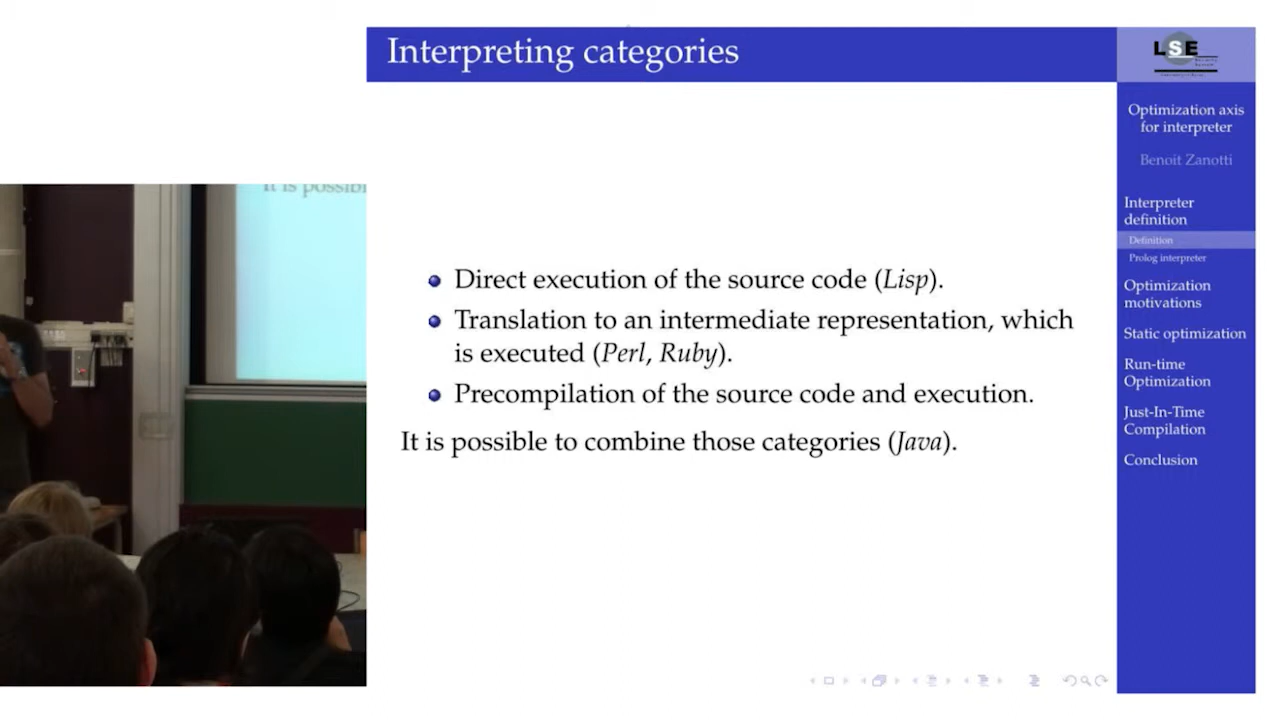 Interpreting categories
LSE
Optimization axis
for interpreter
Benoit Zanotti
Interpreter
definition
Definition
Prolog interpreter
Optimization
motivations
Static optimization
Run-time
Optimization
Just-In-Time
Compilation
Conclusion
It is possibl
Direct execution of the source code (Lisp).
Translation to an intermediate representation, which
is executed (Perl, Ruby).
Precompilation of the source code and execution.
It is possible to combine those categories (Java).